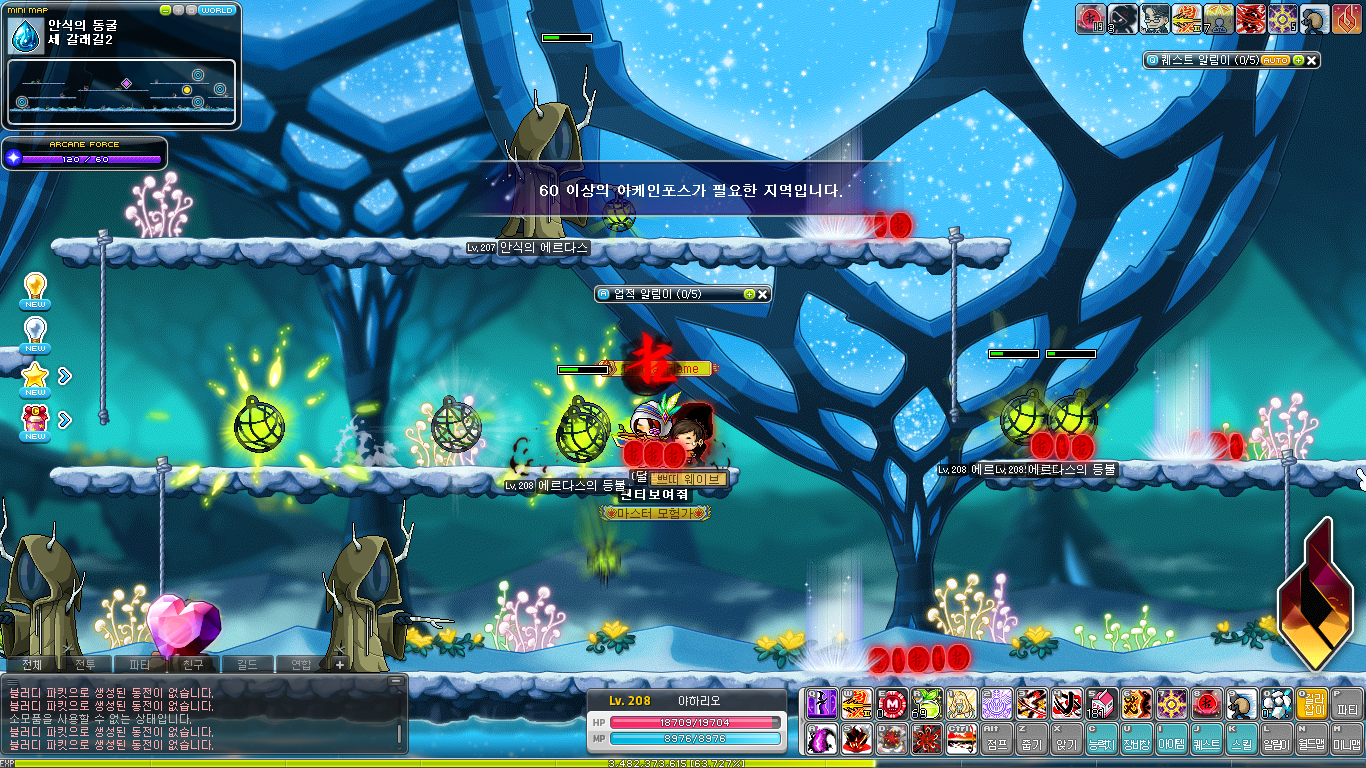 MINI MAP
WORLD
안식의 동굴
세 갈래길2
ARCANE FORCE
120 / 60
퀘스트 알림이 (0/5)
AUTO
60 이상의 아케인포스가 필요한 지역입니다.
Lv.207 안식의 에르다스
업적 알림이 (0/5)
NEW
NEW
NEW
NEW
Lv.208 에르다스의 등불
Lv.208 에르
Lv.208 에르다스의 등불
쁘띠 웨이브
마스터 모험가
전체
전투
파티
친구
길드
연합
+
블러디 파킷으로 생성된 동전이 없습니다.
블러디 파킷으로 생성된 동전이 없습니다.
소모품을 사용할 수 없는 상태입니다.
블러디 파킷으로 생성된 동전이 없습니다.
블러디 파킷으로 생성된 동전이 없습니다.
Lv. 208 야하리오
HP 18709/19704
MP 8976/8976
파티
점프
줍기
앉기
능력치
장비창
아이템
퀘스트
스킬
알림이
월드맵
미니맵
EXP 3,482,373,615 [63.727%]